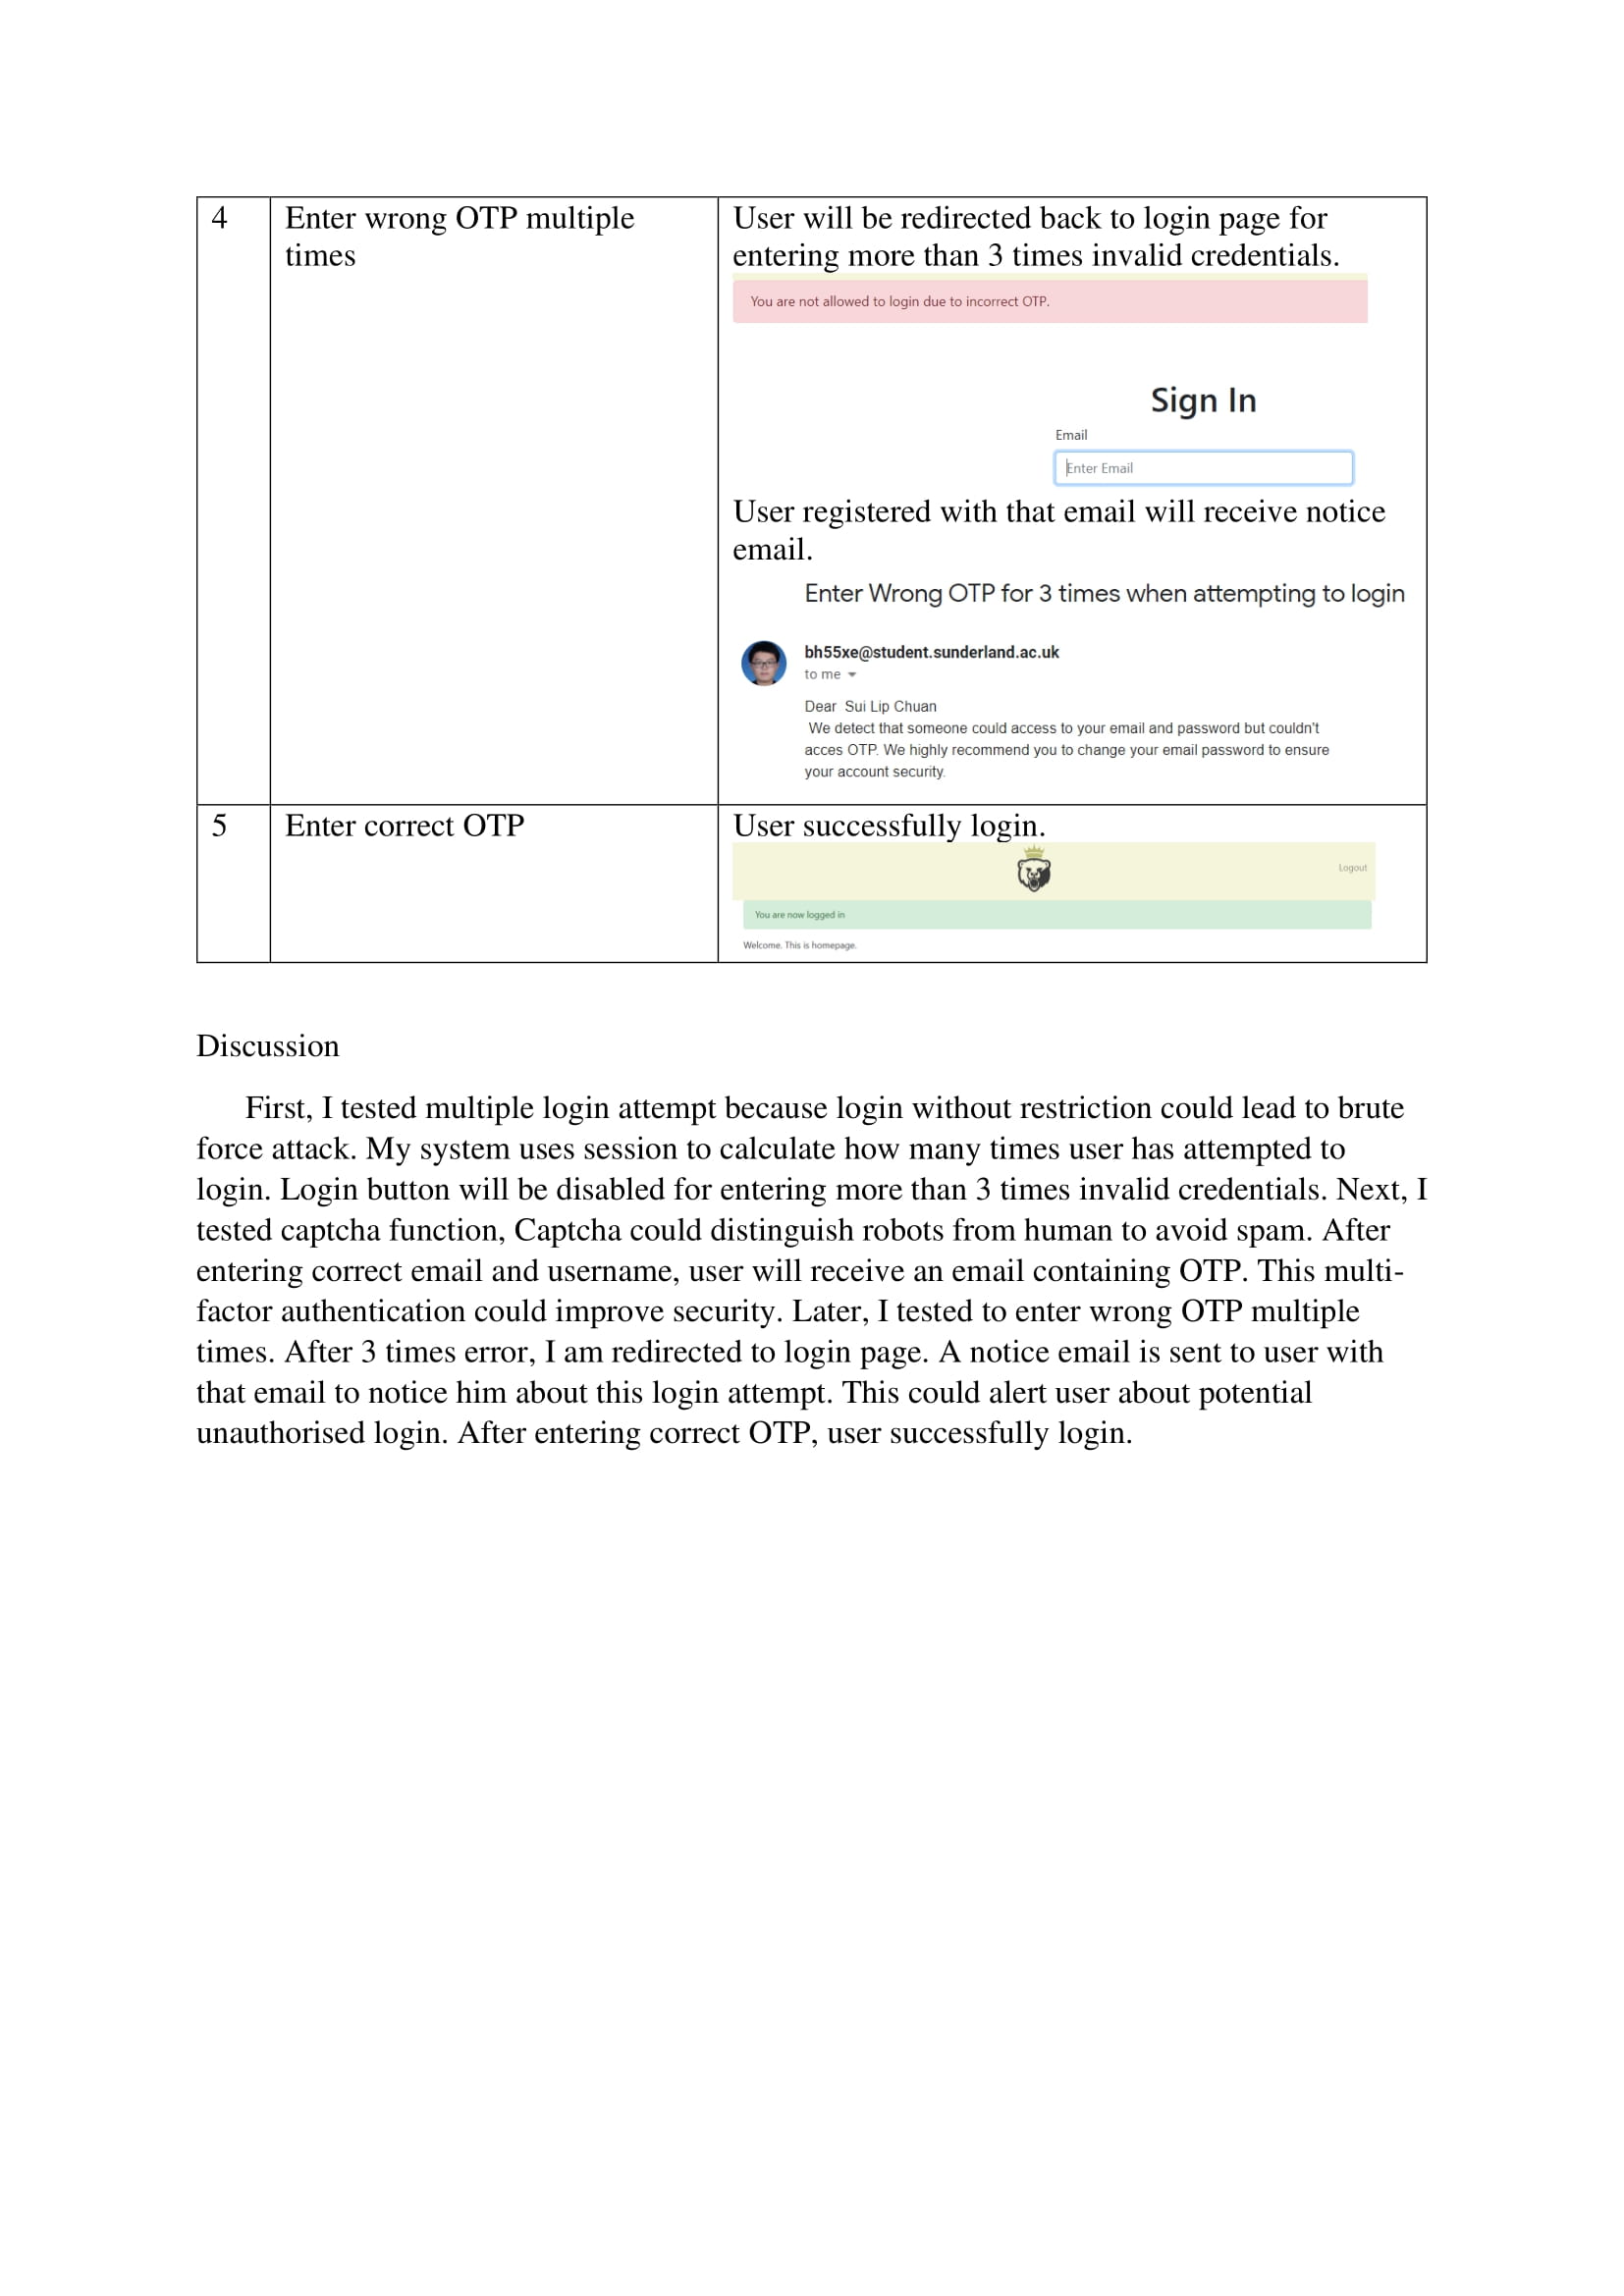 4
Enter wrong OTP multiple
times
User will be redirected back to login page for
entering more than 3 times invalid credentials.
You are not allowed to login due to incorrect OTP.
Sign In
Email
Enter Email
User registered with that email will receive notice
email.
Enter Wrong OTP for 3 times when attempting to login
bh55xe@student.sunderland.ac.uk
to me
Dear  Sui Lip Chuan
We detect that someone could access to your email and password but couldn't
acces OTP. We highly recommend you to change your email password to ensure
your account security.
5
Enter correct OTP
User successfully login.
Logout
You are now logged in
Welcome. This is homepage.
Discussion
First, I tested multiple login attempt because login without restriction could lead to brute
force attack. My system uses session to calculate how many times user has attempted to
login. Login button will be disabled for entering more than 3 times invalid credentials. Next, I
tested captcha function, Captcha could distinguish robots from human to avoid spam. After
entering correct email and username, user will receive an email containing OTP. This multi-
factor authentication could improve security. Later, I tested to enter wrong OTP multiple
times. After 3 times error, I am redirected to login page. A notice email is sent to user with
that email to notice him about this login attempt. This could alert user about potential
unauthorised login. After entering correct OTP, user successfully login.